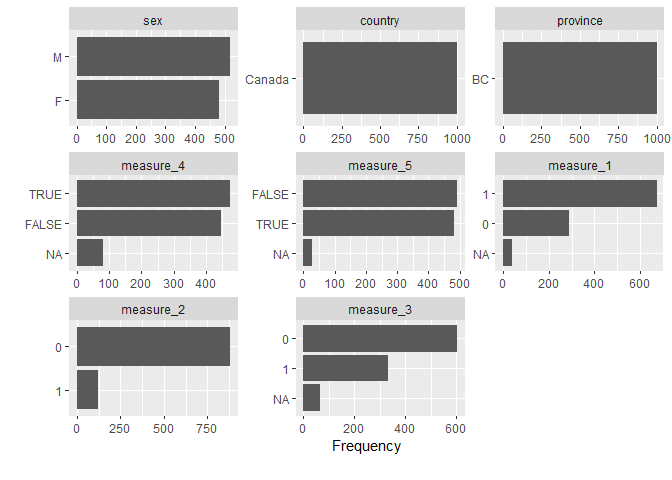 sex
M
F
0 100 200 300 400 500
country
Canada
0 250 500 750 1000
province
BC
0 250 500 750 1000
measure_4
TRUE
FALSE
NA
0 100 200 300 400
measure_5
FALSE
TRUE
NA
0 100 200 300 400 500
measure_1
1
0
NA
0 200 400 600
measure_2
0
1
0 250 500 750
measure_3
0
1
NA
0 200 400 600
Frequency